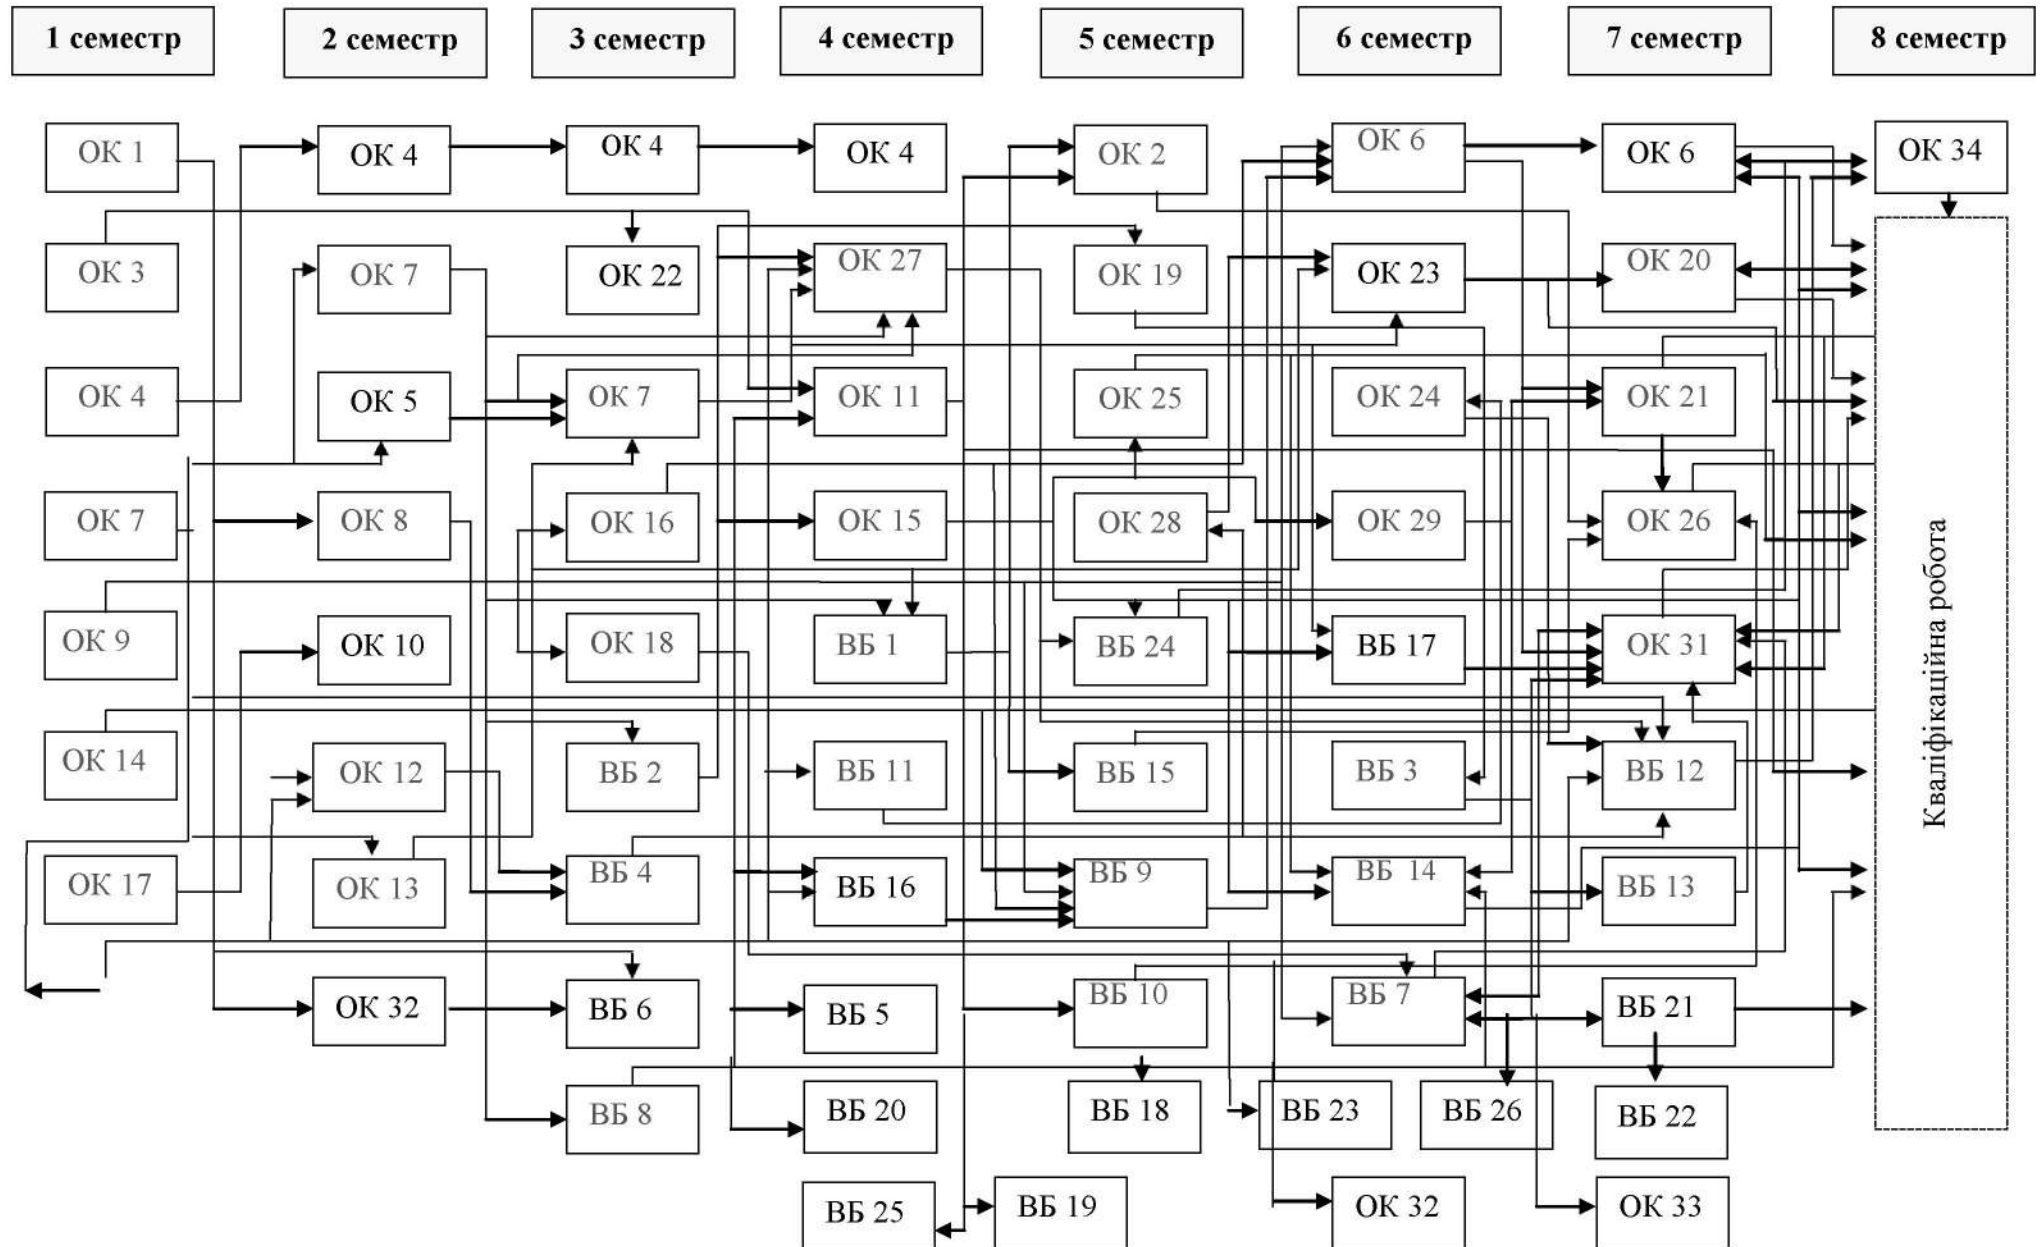 1 семестр
2 семестр
3 семестр
4 семестр
5 семестр
6 семестр
7 семестр
8 семестр
ОК 1
ОК 4
ОК 4
ОК 4
ОК 2
ОК 6
ОК 6
ОК 34
ОК 3
ОК 7
ОК 22
ОК 27
ОК 19
ОК 23
ОК 20
ОК 4
ОК 5
ОК 7
ОК 11
ОК 25
ОК 24
ОК 21
ОК 7
ОК 8
ОК 16
ОК 15
ОК 28
ОК 29
ОК 26
Кваліфікаційна робота
ОК 9
ОК 10
ОК 18
ВБ 1
ВБ 24
ВБ 17
ОК 31
ОК 14
ОК 12
ВБ 2
ВБ 11
ВБ 15
ВБ 3
ВБ 12
ОК 17
ОК 13
ВБ 4
ВБ 16
ВБ 9
ВБ 14
ВБ 13
ОК 32
ВБ 6
ВБ 5
ВБ 10
ВБ 7
ВБ 21
ВБ 8
ВБ 20
ВБ 18
ВБ 23
ВБ 26
ВБ 22
ВБ 25
ВБ 19
ОК 32
ОК 33